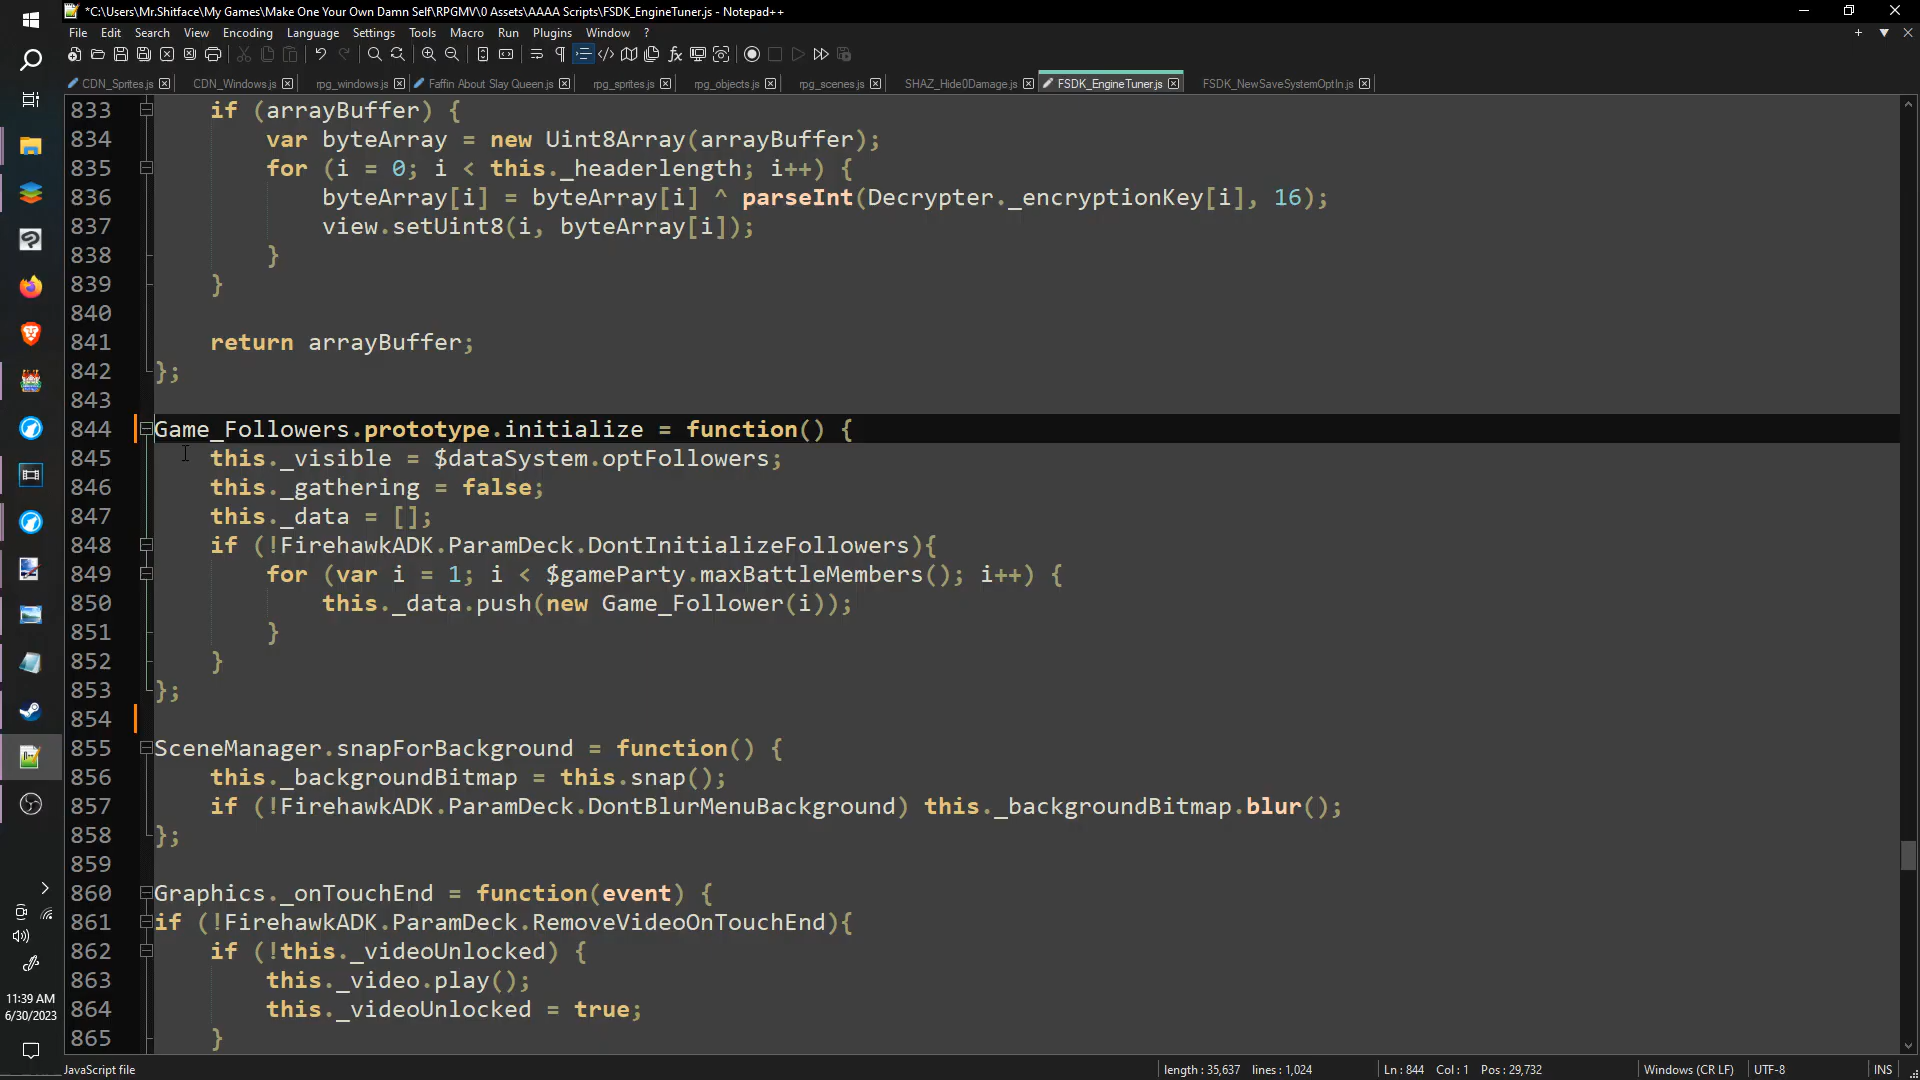 *C:\Users\Mr.Shitface\My Games\Make One Your Own Damn Self\RPGMV\0 Assets\AAAA Scripts\FSDK_EngineTuner.js - Notepad++
File Edit Search View Encoding Language Settings Tools Macro Run Plugins Window ?
CDN_Sprites.js CDN_Windows.js rpg_windows.js Faffin About Slay Queen.js rpg_sprites.js rpg_objects.js rpg_scenes.js SHAZ_Hide0Damage.js FSDK_EngineTuner.js FSDK_NewSaveSystemOptIn.js
833 if (arrayBuffer) {
834 var byteArray = new Uint8Array(arrayBuffer);
835 for (i = 0; i < this._headerlength; i++) {
836 byteArray[i] = byteArray[i] ^ parseInt(Decrypter._encryptionKey[i], 16);
837 view.setUint8(i, byteArray[i]);
838 }
839 }
840
841 return arrayBuffer;
842 };
843
844 Game_Followers.prototype.initialize = function() {
845 this._visible = $dataSystem.optFollowers;
846 this._gathering = false;
847 this._data = [];
848 if (!FirehawkADK.ParamDeck.DontInitializeFollowers){
849 for (var i = 1; i < $gameParty.maxBattleMembers(); i++) {
850 this._data.push(new Game_Follower(i));
851 }
852 }
853 };
854
855 SceneManager.snapForBackground = function() {
856 this._backgroundBitmap = this.snap();
857 if (!FirehawkADK.ParamDeck.DontBlurMenuBackground) this._backgroundBitmap.blur();
858 };
859
860 Graphics._onTouchEnd = function(event) {
861 if (!FirehawkADK.ParamDeck.RemoveVideoOnTouchEnd){
862 if (!this._videoUnlocked) {
863 this._video.play();
864 this._videoUnlocked = true;
865 }
11:39 AM
6/30/2023
JavaScript file length : 35,637 lines : 1,024 Ln : 844 Col : 1 Pos : 29,732 Windows (CR LF) UTF-8 INS